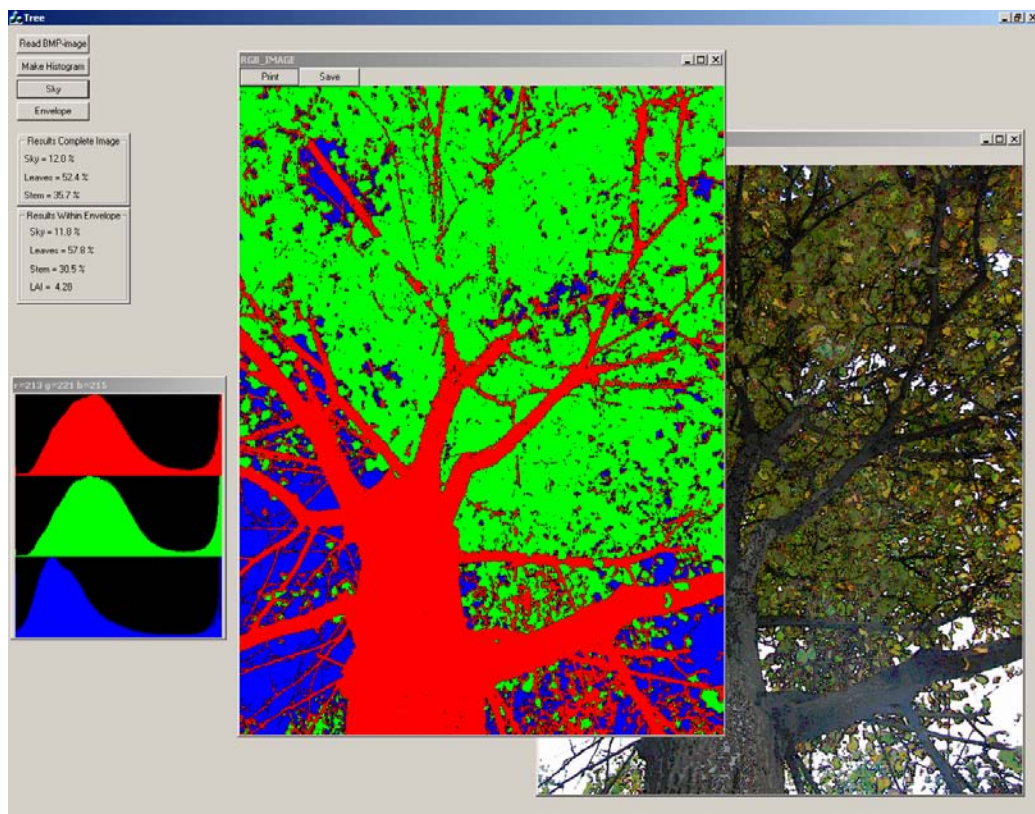 Tree
Read BMP-image
Make Histogram
Sky
Envelope
Results Complete Image
Sky = 12.0 %
Leaves = 52.4 %
Stem = 35.7 %
Results Within Envelope
Sky = 11.8 %
Leaves = 57.8 %
Stem = 30.5 %
LAI = 4.28
RGB_IMAGE
Print Save
r=213 g=221 b=215